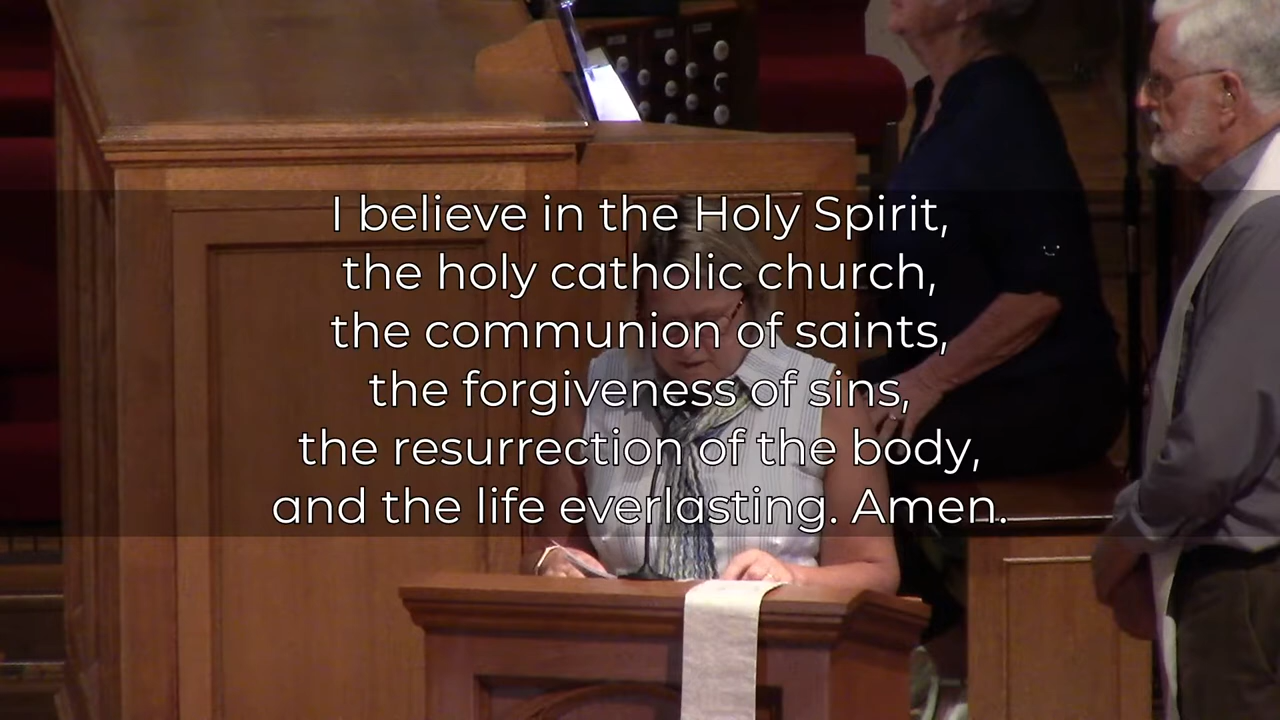 I believe in the Holy Spirit,
the holy catholic church,
the communion of saints,
the forgiveness of sins,
the resurrection of the body,
and the life everlasting. Amen.